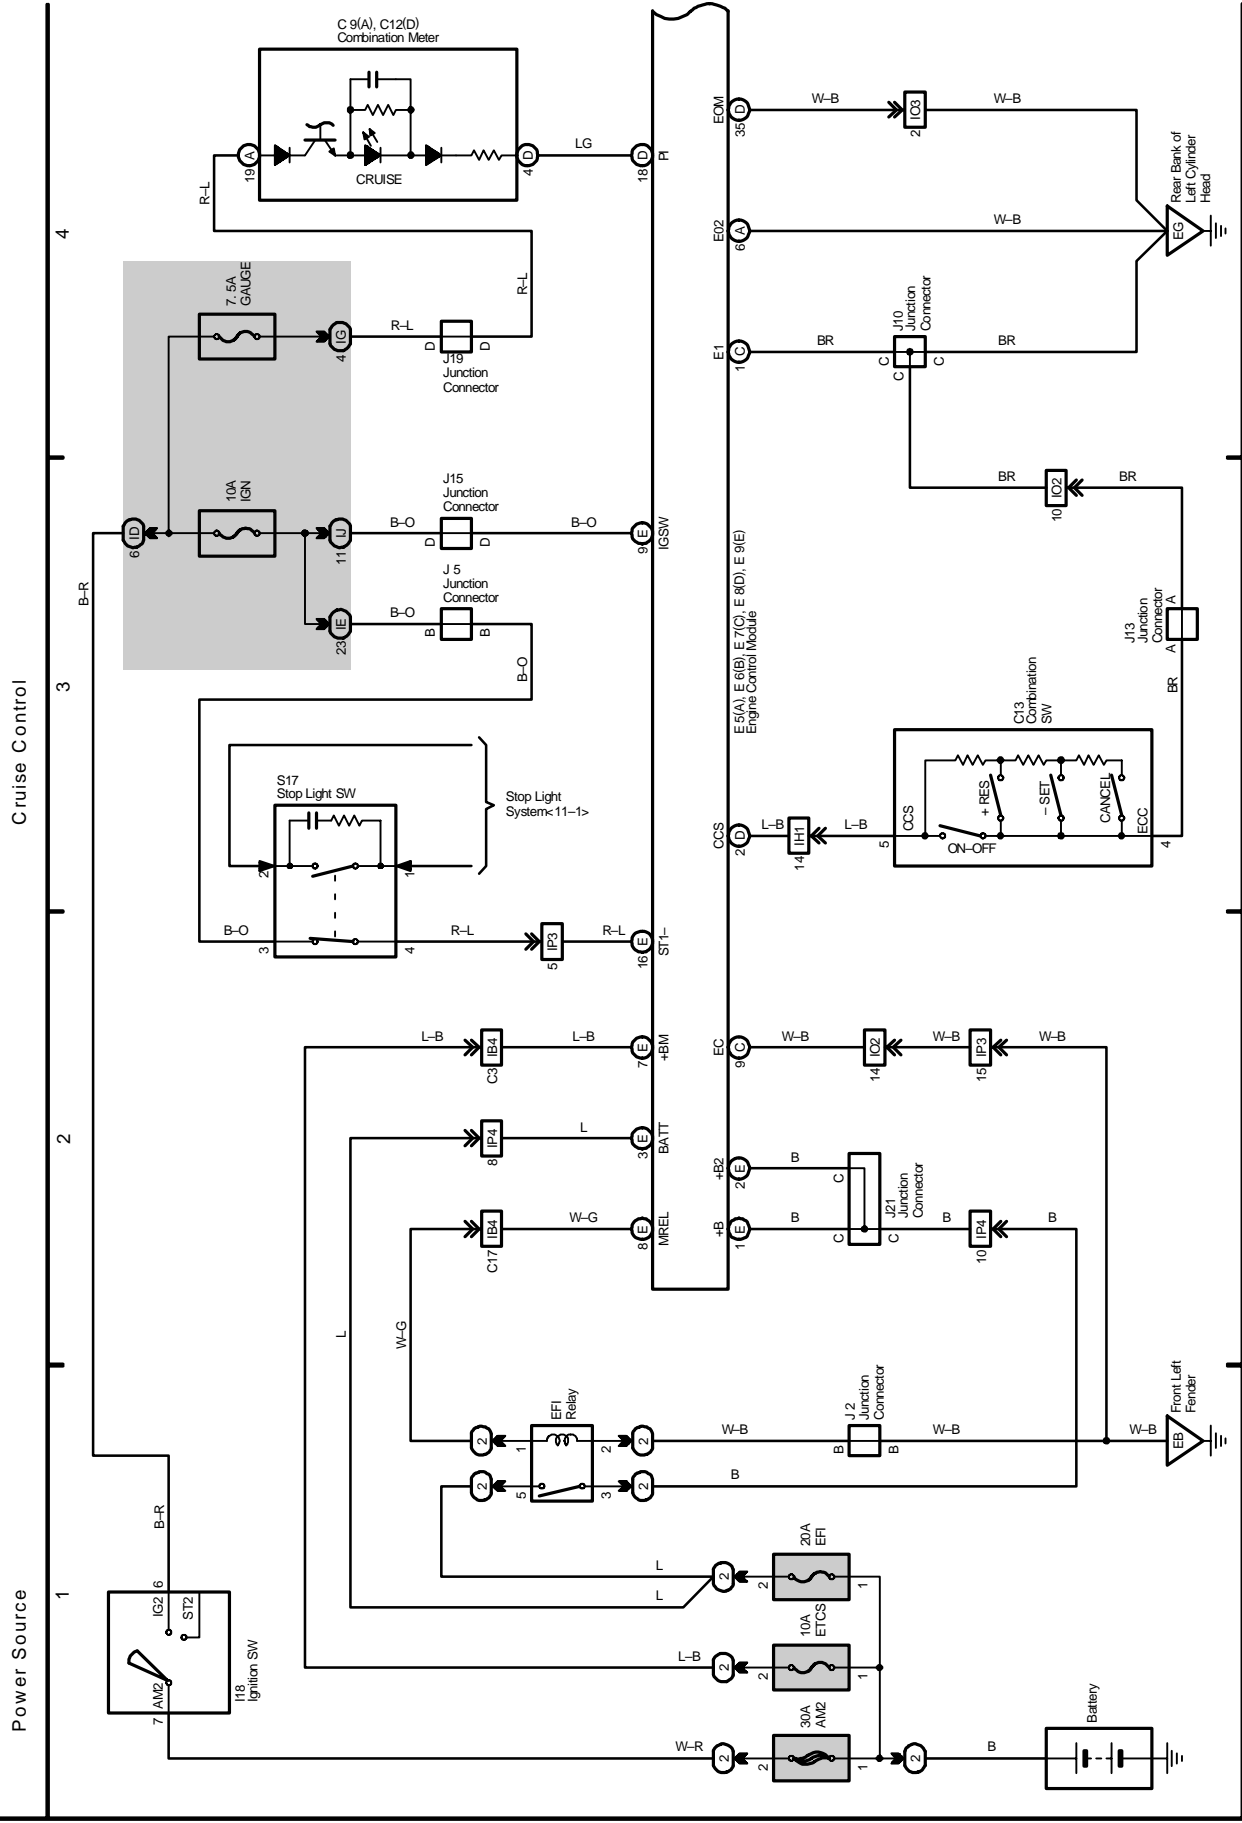 Cruise Control
Power Source
1
2
3
4
I18
Ignition SW
7
AM2
IG2
6
ST2
B–R
B–R
W–R
30A
AM2
2
1
2
10A
ETCS
2
1
2
L–B
20A
EFI
2
1
2
L
L
2
B
Battery
EFI
Relay
2
1
2
2
2
5
3
2
W–G
L
W–B
B
J 2
Junction
Connector
B
B
W–B
W–B
EB
Front Left
Fender
C17
IB4
W–G
8
E
MREL
8
IP4
L
3
E
BATT
L–B
C3
IB4
L–B
7
E
+BM
+B
1
E
B
C
C
B
10
IP4
B
+B2
2
E
B
C
J21
Junction
Connector
EC
9
C
W–B
14
IO2
W–B
15
IP3
W–B
S17
Stop Light SW
2
1
3
4
B–O
R–L
5
IP3
R–L
16
E
ST1–
Stop Light
System<11–1>
6
ID
10A
IGN
7. 5A
GAUGE
23
IE
11
IJ
4
IG
B–O
B
B
J 5
Junction
Connector
B–O
B–O
D
D
J15
Junction
Connector
B–O
9
E
IGSW
R–L
D
D
J19
Junction
Connector
R–L
R–L
C 9(A), C12(D)
Combination Meter
19
A
CRUISE
4
D
LG
18
D
PI
E 5(A), E 6(B), E 7(C), E 8(D), E 9(E)
Engine Control Module
CCS
2
D
L–B
14
IH1
L–B
5
CCS
ON–OFF
+ RES
– SET
CANCEL
ECC
4
C13
Combination
SW
BR
J13
Junction
Connector
A
A
BR
10
IO2
BR
E1
1
C
BR
C
C
C
J10
Junction
Connector
BR
E02
6
A
W–B
EOM
35
D
W–B
2
IO3
W–B
EG
Rear Bank of
Left Cylinder
Head